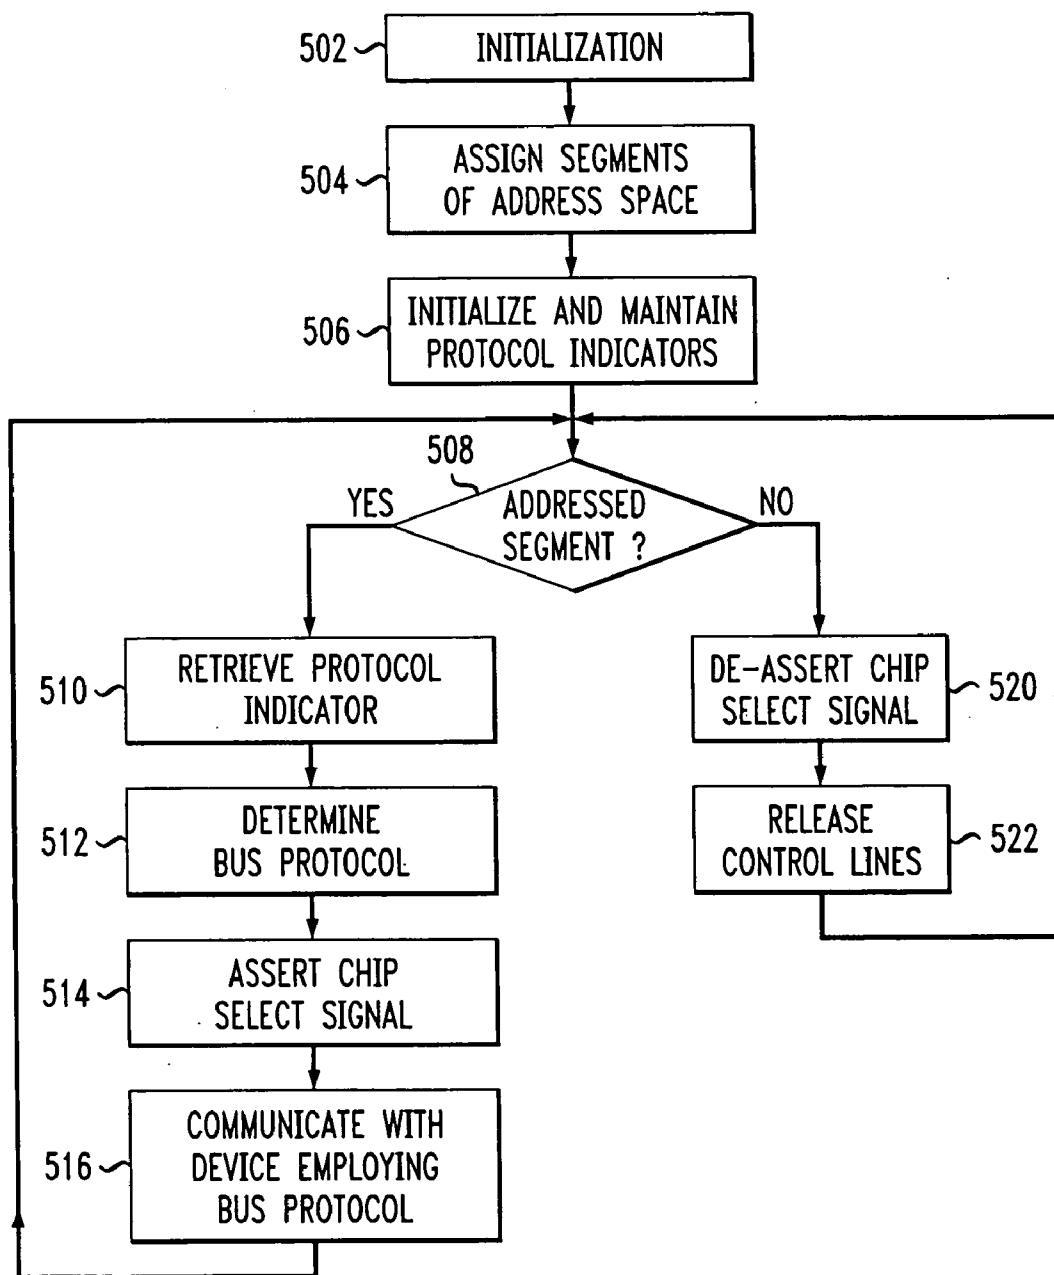 502
INITIALIZATION
504
ASSIGN SEGMENTS
OF ADDRESS SPACE
506
INITIALIZE AND MAINTAIN
PROTOCOL INDICATORS
508
YES
ADDRESSED
SEGMENT ?
NO
510
RETRIEVE PROTOCOL
INDICATOR
512
DETERMINE
BUS PROTOCOL
514
ASSERT CHIP
SELECT SIGNAL
516
COMMUNICATE WITH
DEVICE EMPLOYING
BUS PROTOCOL
DE-ASSERT CHIP
SELECT SIGNAL
520
RELEASE
CONTROL LINES
522